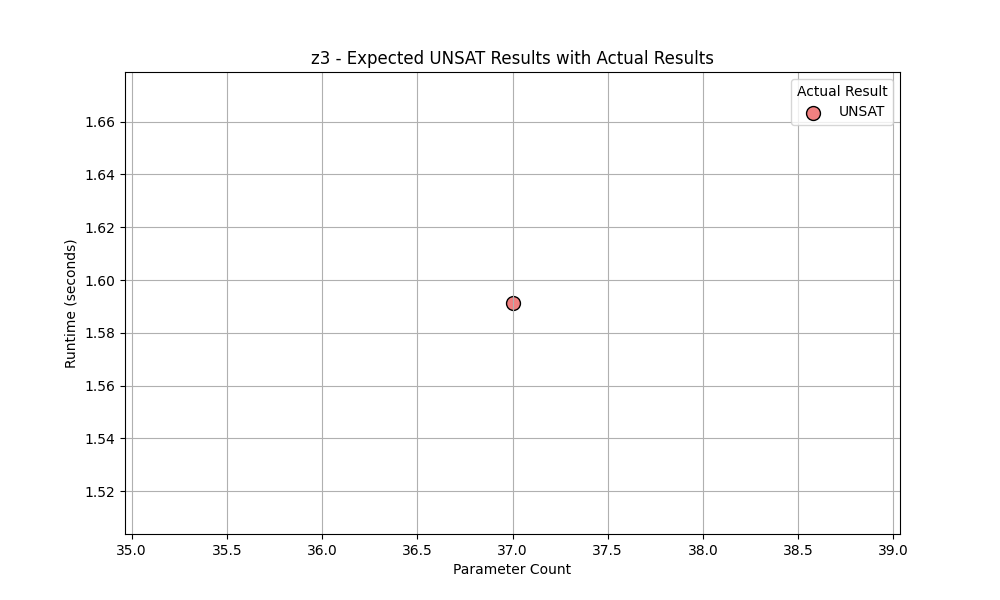 z3 - Expected UNSAT Results with Actual Results
Actual Result
UNSAT
Runtime (seconds)
1.66
1.64
1.62
1.60
1.58
1.56
1.54
1.52
35.0 35.5 36.0 36.5 37.0 37.5 38.0 38.5 39.0
Parameter Count